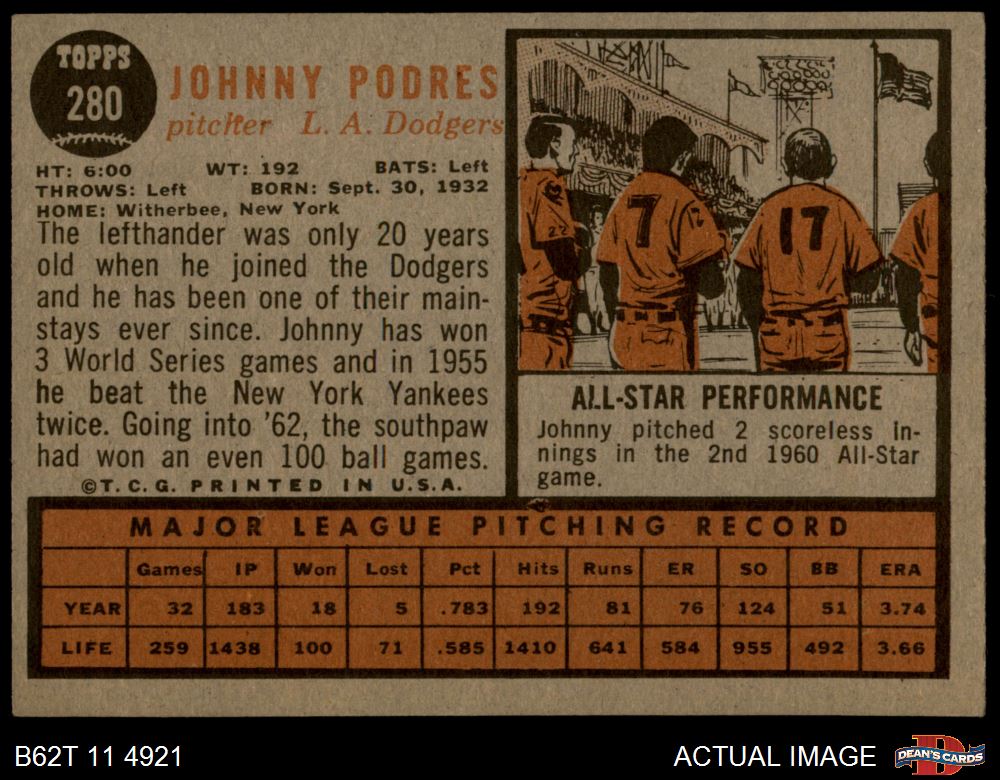 TOPPS
280
JOHNNY PODRES
pitcher L. A. Dodgers
HT: 6:00 WT: 192 BATS: Left
THROWS: Left BORN: Sept. 30, 1932
HOME: Witherbee, New York
The lefthander was only 20 years
old when he joined the Dodgers
and he has been one of their main-
stays ever since. Johnny has won
3 World Series games and in 1955
he beat the New York Yankees
twice. Going into '62, the southpaw
had won an even 100 ball games.
©T. C. G. PRINTED IN U.S.A.
22
7
12
17
ALL-STAR PERFORMANCE
Johnny pitched 2 scoreless in-
nings in the 2nd 1960 All-Star
game.
MAJOR LEAGUE PITCHING RECORD
Games IP Won Lost Pct Hits Runs ER SO BB ERA
YEAR 32 183 18 5 .783 192 81 76 124 51 3.74
LIFE 259 1438 100 71 .585 1410 641 584 955 492 3.66
B62T 11 4921
ACTUAL IMAGE
D
DEAN'S CARDS